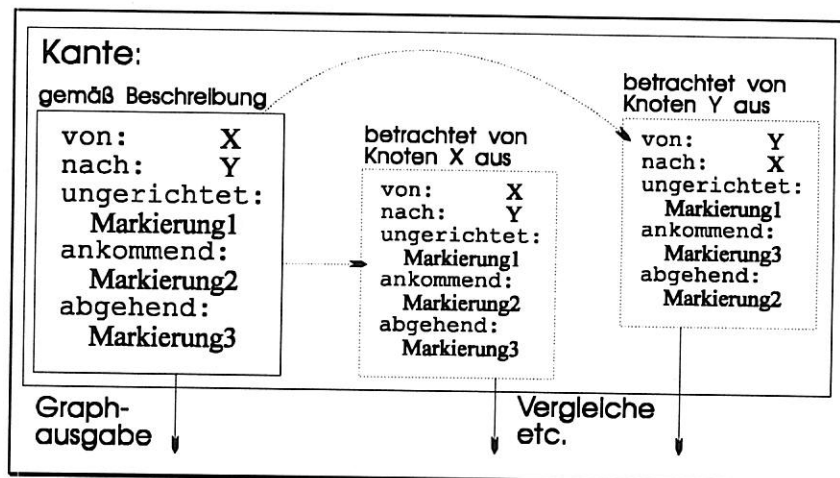 Kante:
gemäß Beschreibung
von: X
nach: Y
ungerichtet:
Markierung1
ankommend:
Markierung2
abgehend:
Markierung3
betrachtet von
Knoten X aus
von: X
nach: Y
ungerichtet:
Markierung1
ankommend:
Markierung2
abgehend:
Markierung3
betrachtet von
Knoten Y aus
von: Y
nach: X
ungerichtet:
Markierung1
ankommend:
Markierung3
abgehend:
Markierung2
Graph-
ausgabe
Vergleiche
etc.